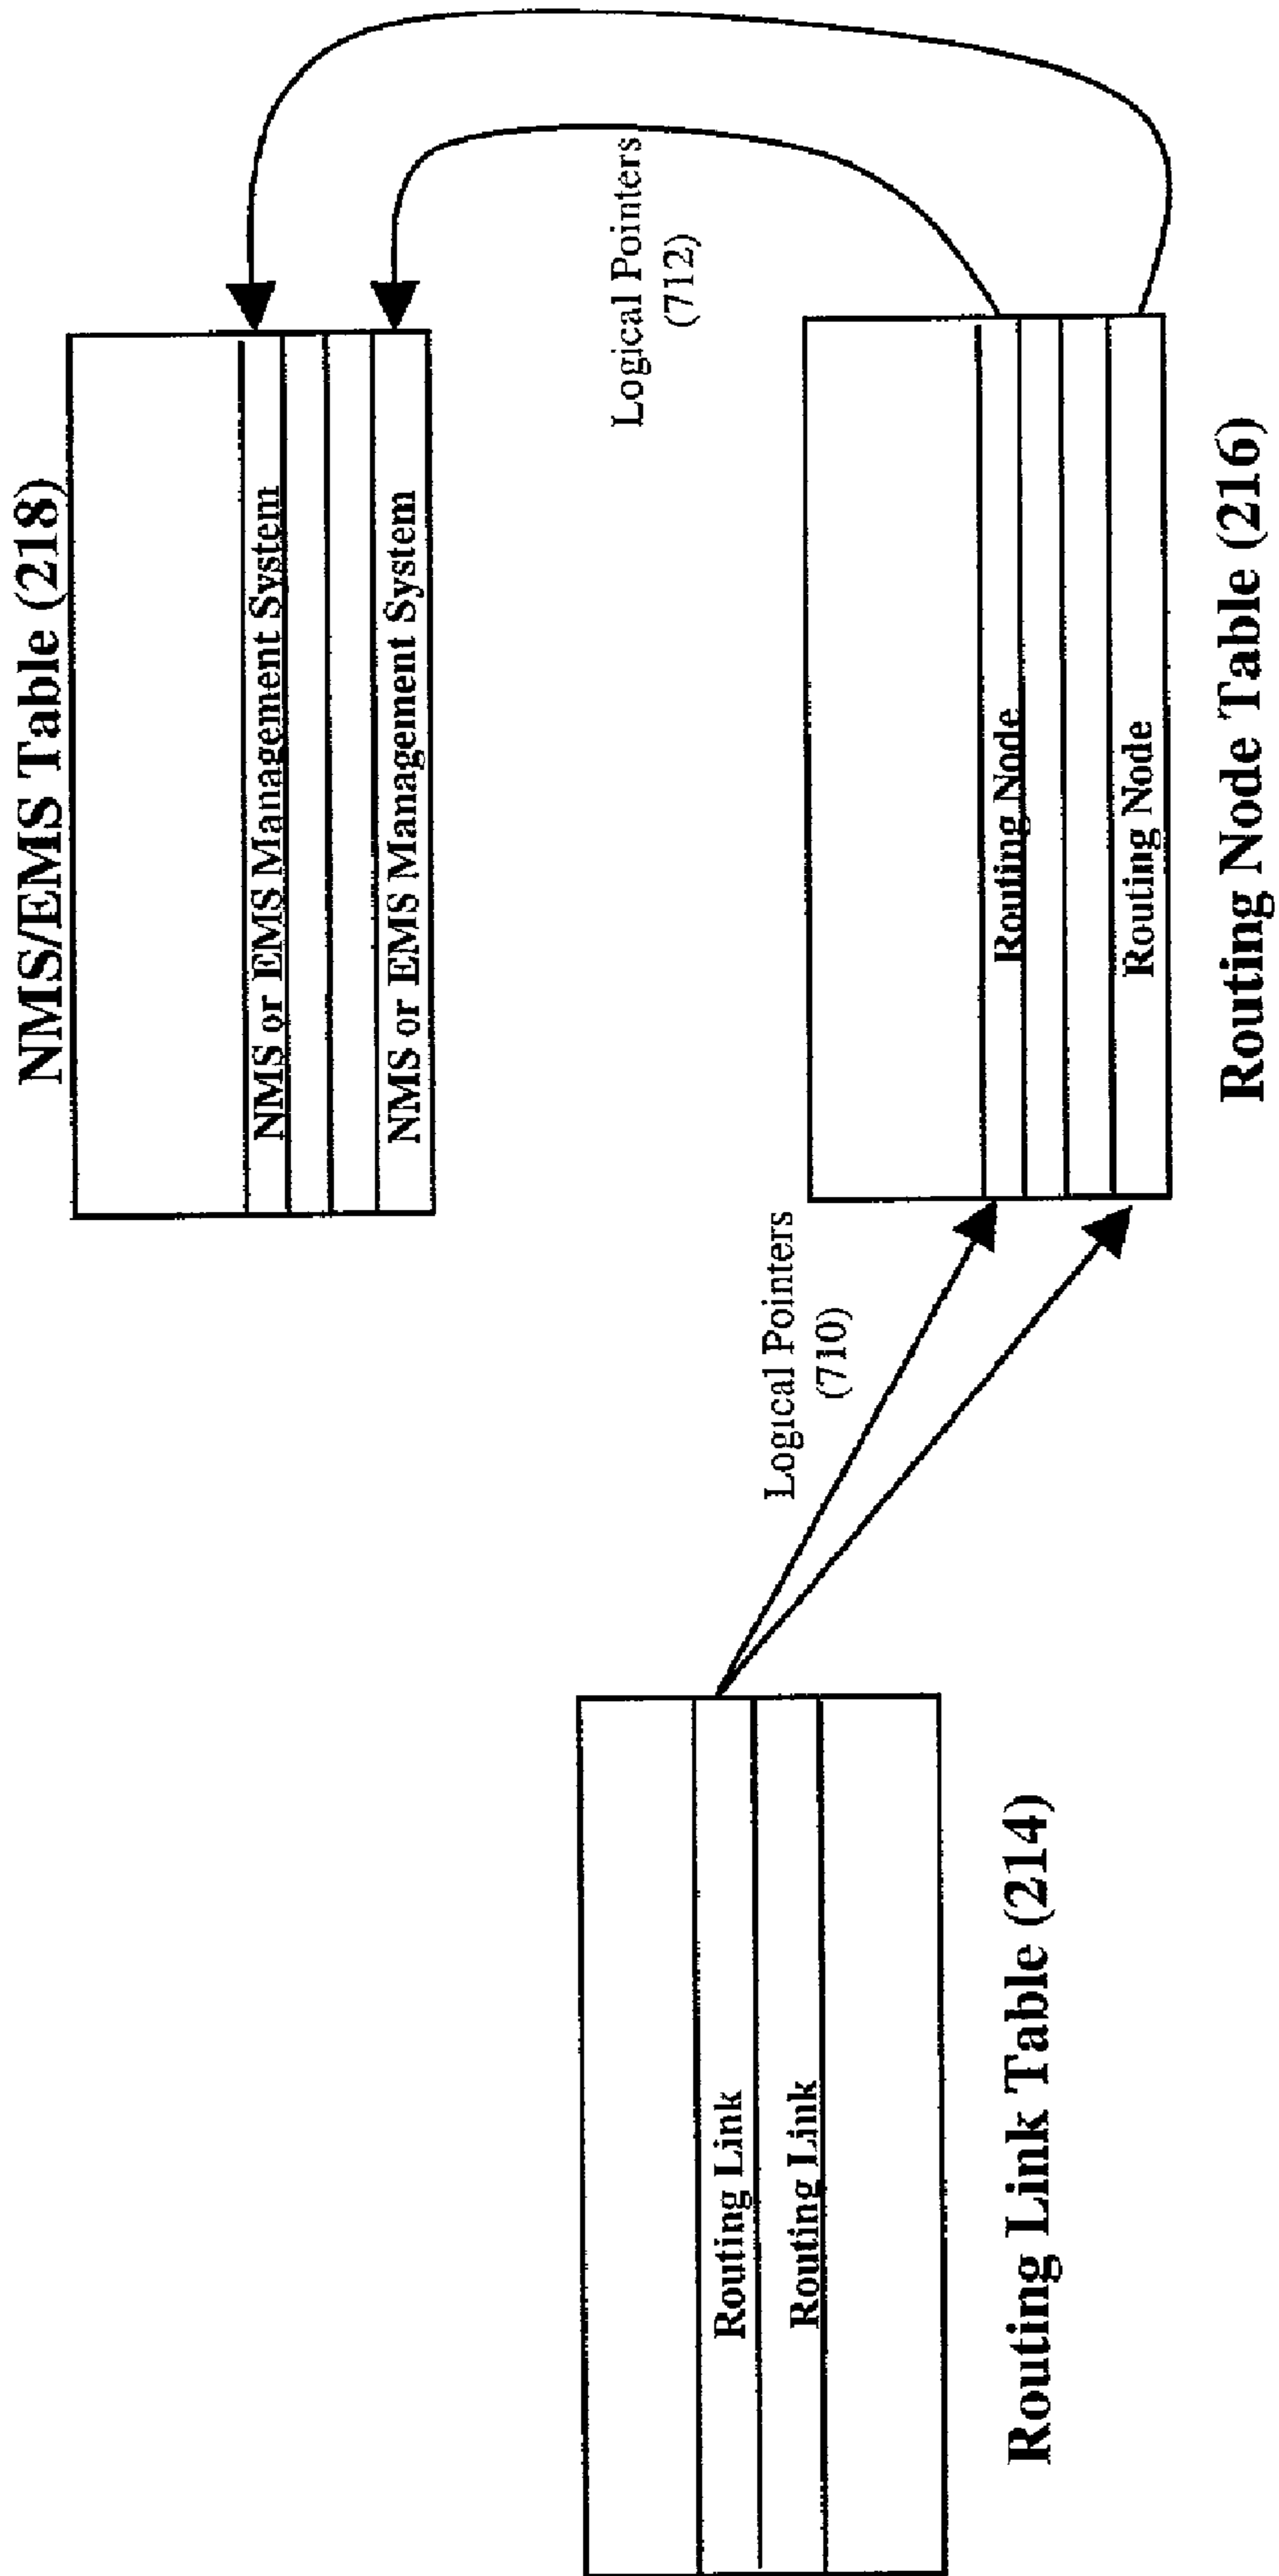 NMS/EMS Table (218)
NMS or EMS Management System
NMS or EMS Management System
Logical Pointers
(712)
Logical Pointers
(710)
Routing Node
Routing Node
Routing Node Table (216)
Routing Link
Routing Link
Routing Link Table (214)